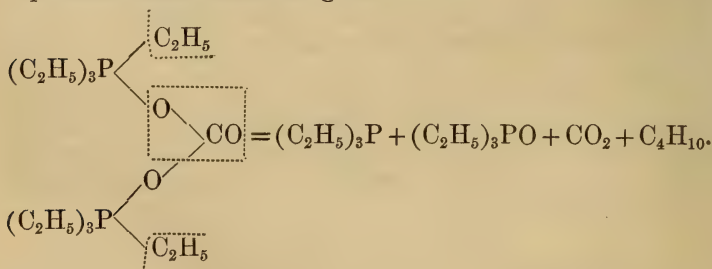 C₂H₅
(C₂H₅)₃P
O
CO=(C₂H₅)₃P+(C₂H₅)₃PO+CO₂+C₄H₁₀.
O
(C₂H₅)₃P
C₂H₅